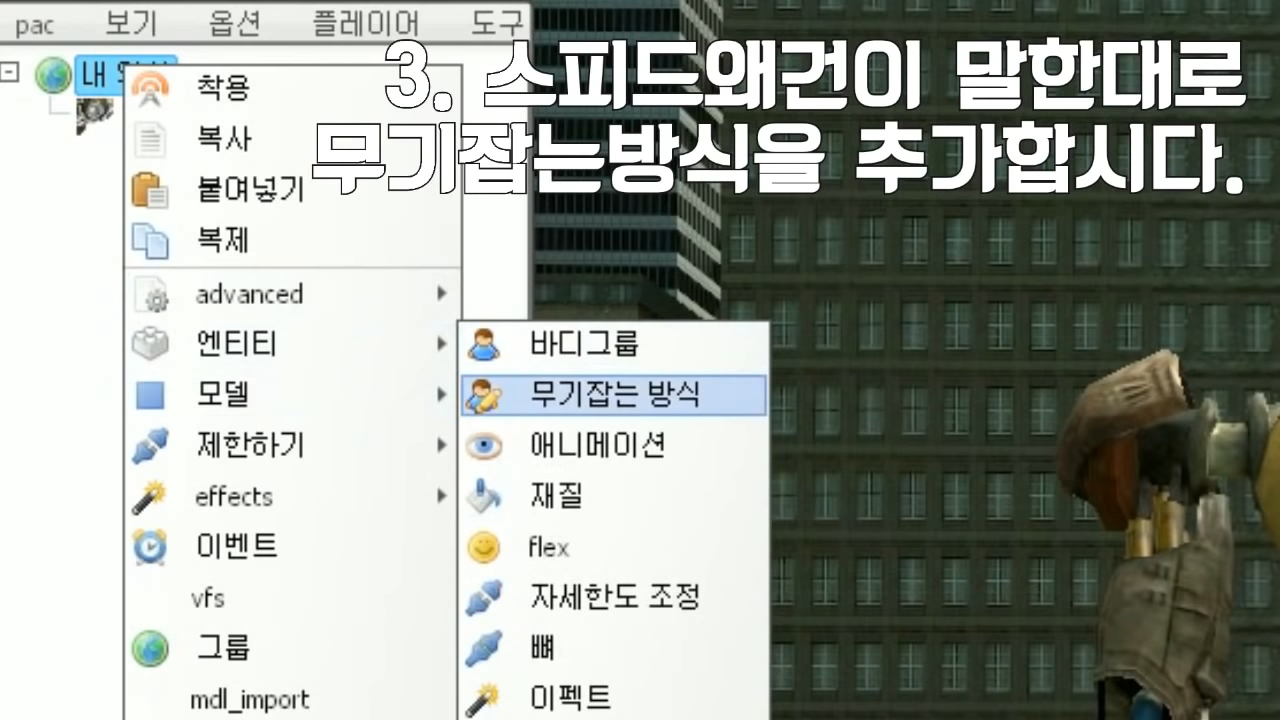 pac 보기 옵션 플레이어 도구
3. 스피드왜건이 말한대로
무기잡는방식을 추가합시다.
내
착용
복사
붙여넣기
복제
advanced
엔티티
모델
제한하기
effects
이벤트
vfs
그룹
mdl_import
바디그룹
무기잡는 방식
애니메이션
재질
flex
자세한도 조정
뼈
이펙트